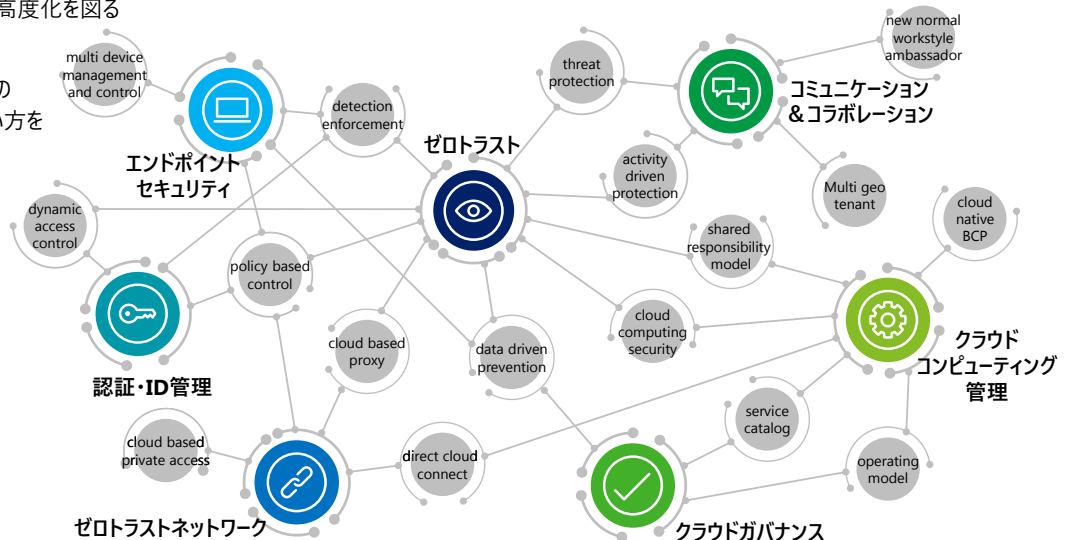 高度化を図る
の
い方を
multi device
management
and control
エンドポイント
セキュリティ
detection
enforcement
ゼロトラスト
threat
protection
コミュニケーション
＆コラボレーション
new normal
workstyle
ambassador
activity
driven
protection
Multi geo
tenant
dynamic
access
control
policy based
control
shared
responsibility
model
cloud
native
BCP
認証・ID管理
cloud based
proxy
data driven
prevention
cloud
computing
security
クラウド
コンピューティング
管理
cloud based
private access
direct cloud
connect
service
catalog
operating
model
ゼロトラストネットワーク
クラウドガバナンス